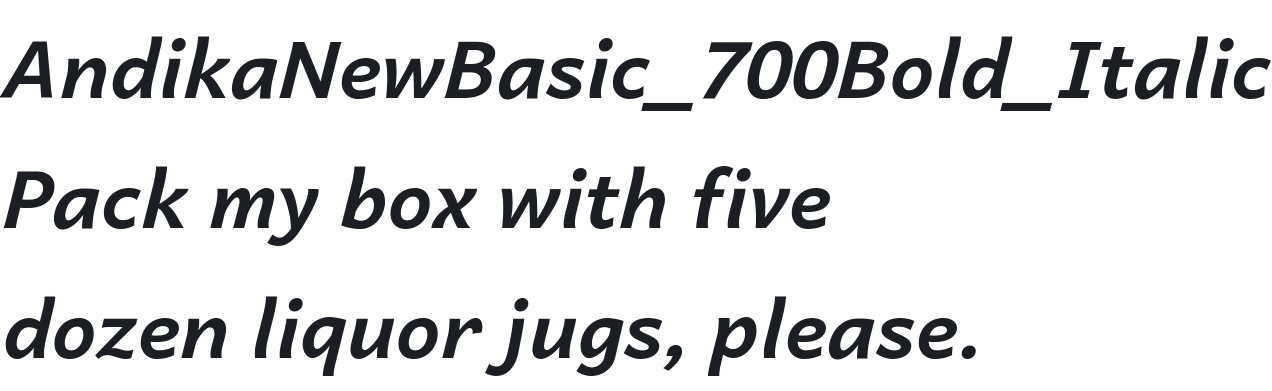 AndikaNewBasic_700Bold_Italic
Pack my box with five
dozen liquor jugs, please.